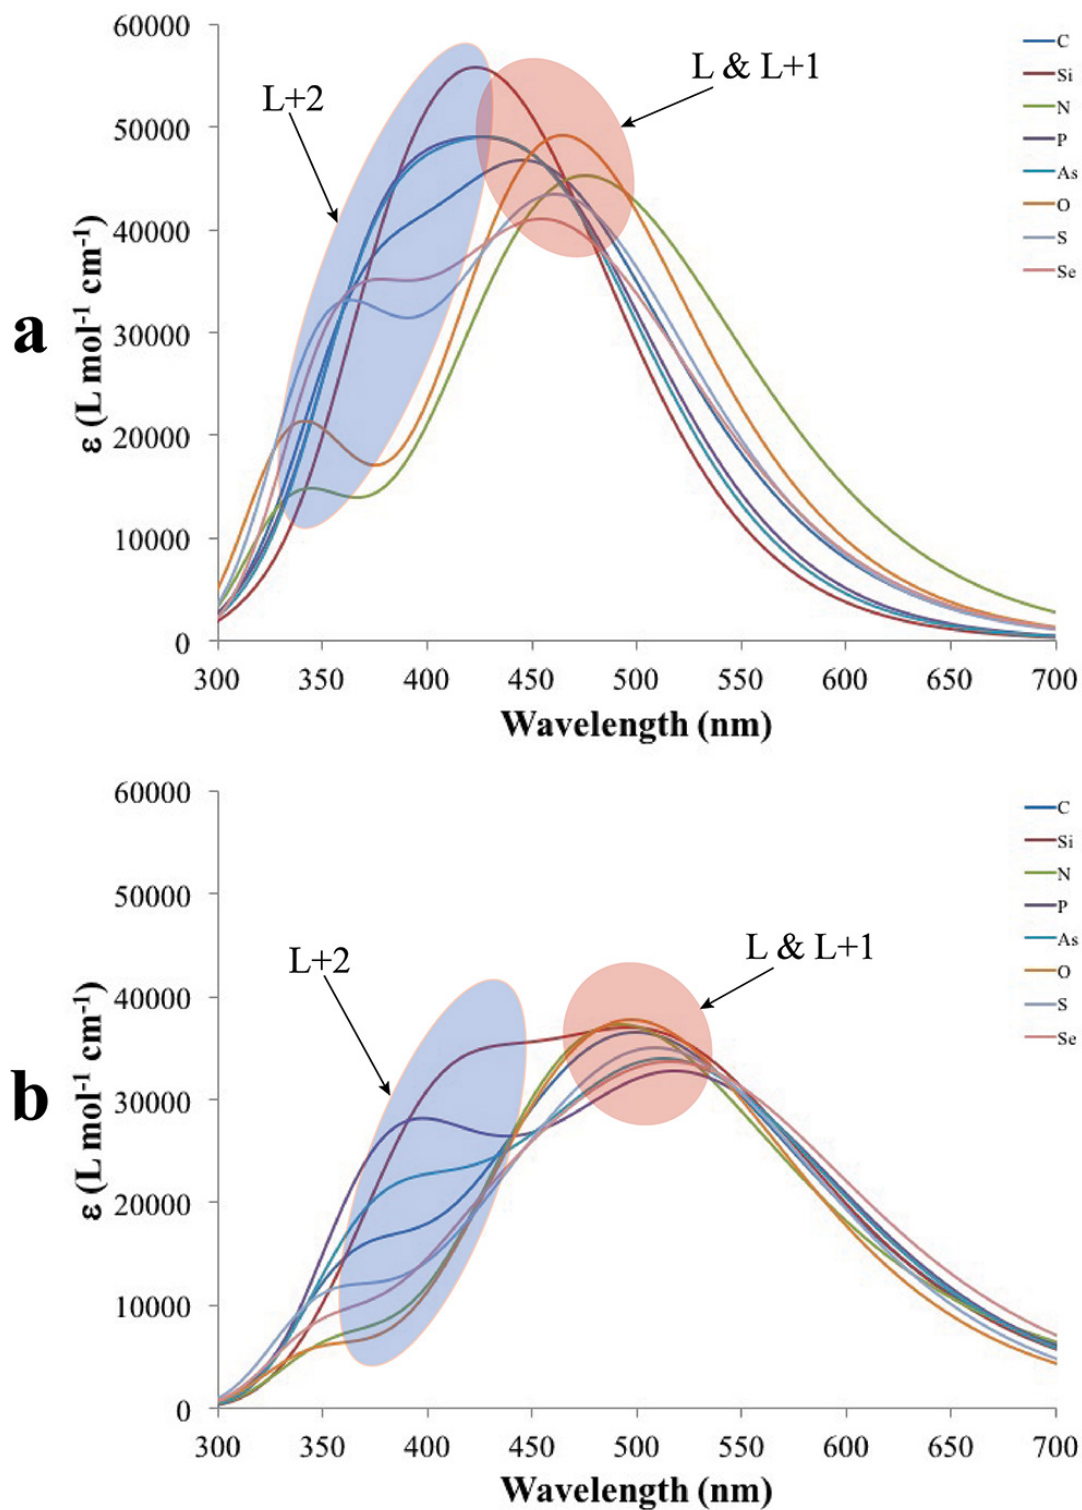 a
60000
50000
40000
30000
20000
10000
0
ε (L mol⁻¹ cm⁻¹)
L+2
L & L+1
C
Si
N
P
As
O
S
Se
300 350 400 450 500 550 600 650 700
Wavelength (nm)
b
60000
50000
40000
30000
20000
10000
0
ε (L mol⁻¹ cm⁻¹)
L+2
L & L+1
C
Si
N
P
As
O
S
Se
300 350 400 450 500 550 600 650 700
Wavelength (nm)